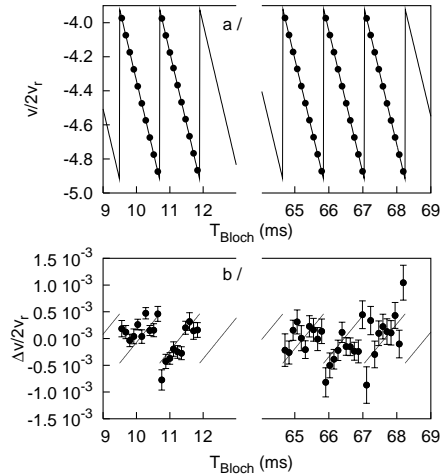 -4.0
-4.2
-4.4
-4.6
-4.8
-5.0
v/2v_r
a /
a /
9 10 11 12
65 66 67 68 69
T_Bloch (ms)
1.5 10^-3
1.0 10^-3
0.5 10^-3
0.0 10^-3
-0.5 10^-3
-1.0 10^-3
-1.5 10^-3
Δv/2v_r
b /
b /
9 10 11 12
65 66 67 68 69
T_Bloch (ms)